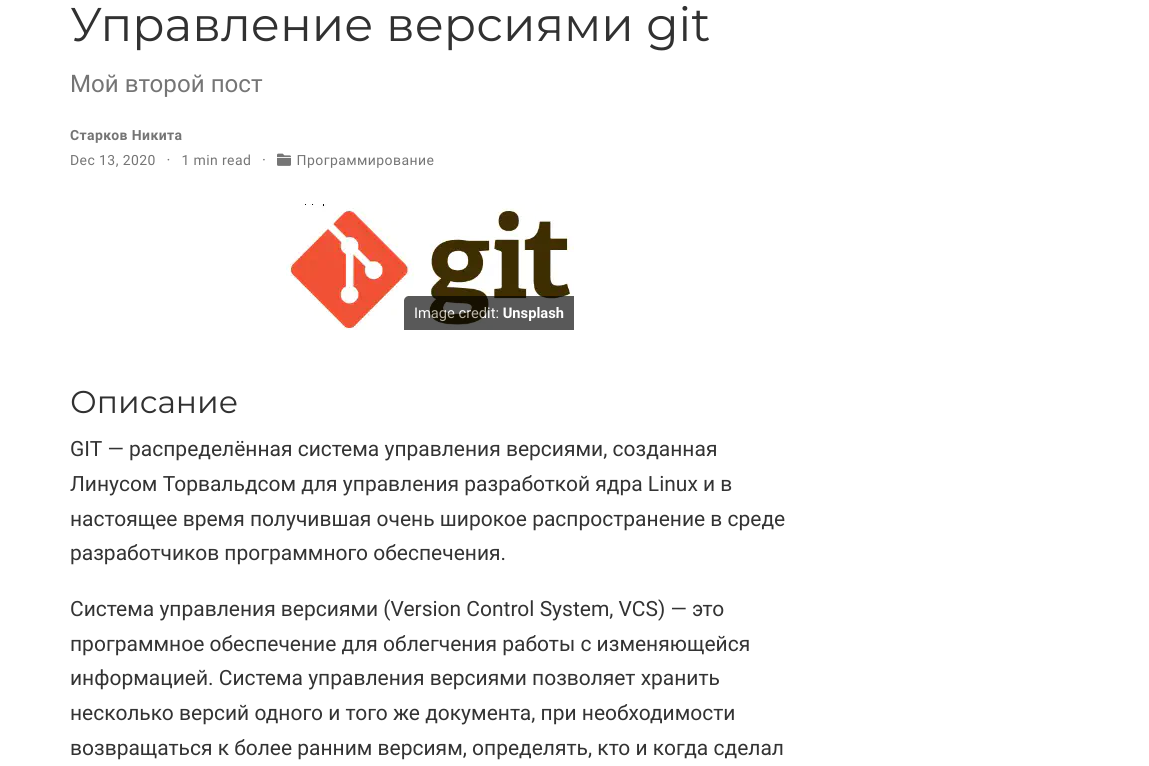 Управление версиями git
Мой второй пост
Старков Никита
Dec 13, 2020 · 1 min read · Программирование
git
Image credit: Unsplash
Описание
GIT — распределённая система управления версиями, созданная
Линусом Торвальдсом для управления разработкой ядра Linux и в
настоящее время получившая очень широкое распространение в среде
разработчиков программного обеспечения.
Система управления версиями (Version Control System, VCS) — это
программное обеспечение для облегчения работы с изменяющейся
информацией. Система управления версиями позволяет хранить
несколько версий одного и того же документа, при необходимости
возвращаться к более ранним версиям, определять, кто и когда сделал